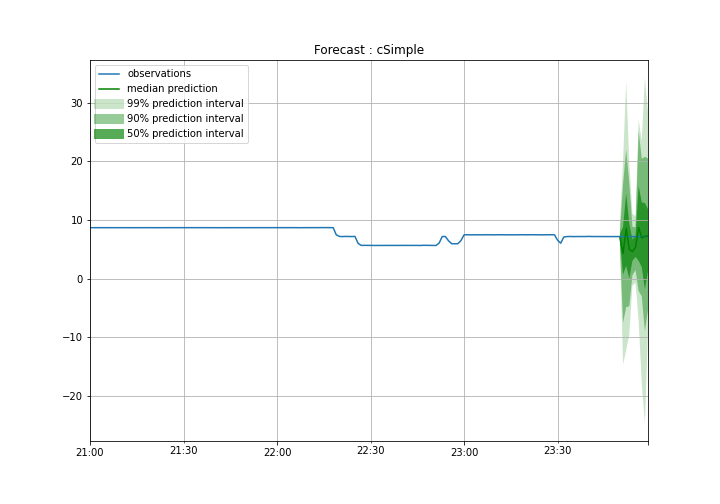 Forecast : cSimple
observations
median prediction
99% prediction interval
90% prediction interval
50% prediction interval
30
20
10
0
−10
−20
21:00
21:30
22:00
22:30
23:00
23:30